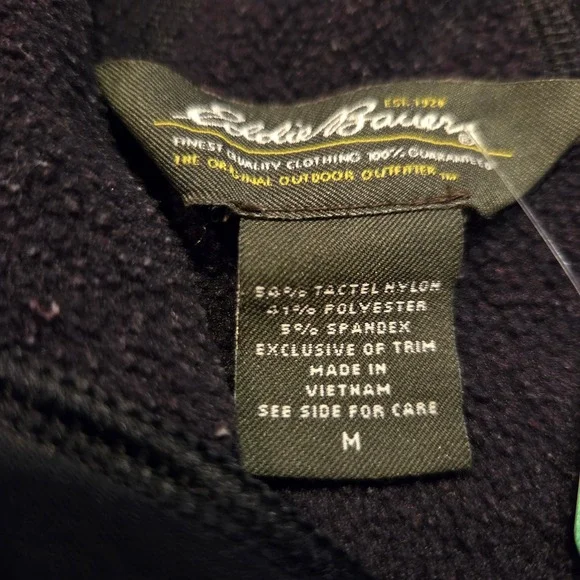 EST. 1920
Eddie Bauer
FINEST QUALITY CLOTHING 100% GUARANTEED
THE ORIGINAL OUTDOOR OUTFITTER ™
54% TACTEL NYLON
41% POLYESTER
5% SPANDEX
EXCLUSIVE OF TRIM
MADE IN
VIETNAM
SEE SIDE FOR CARE
M